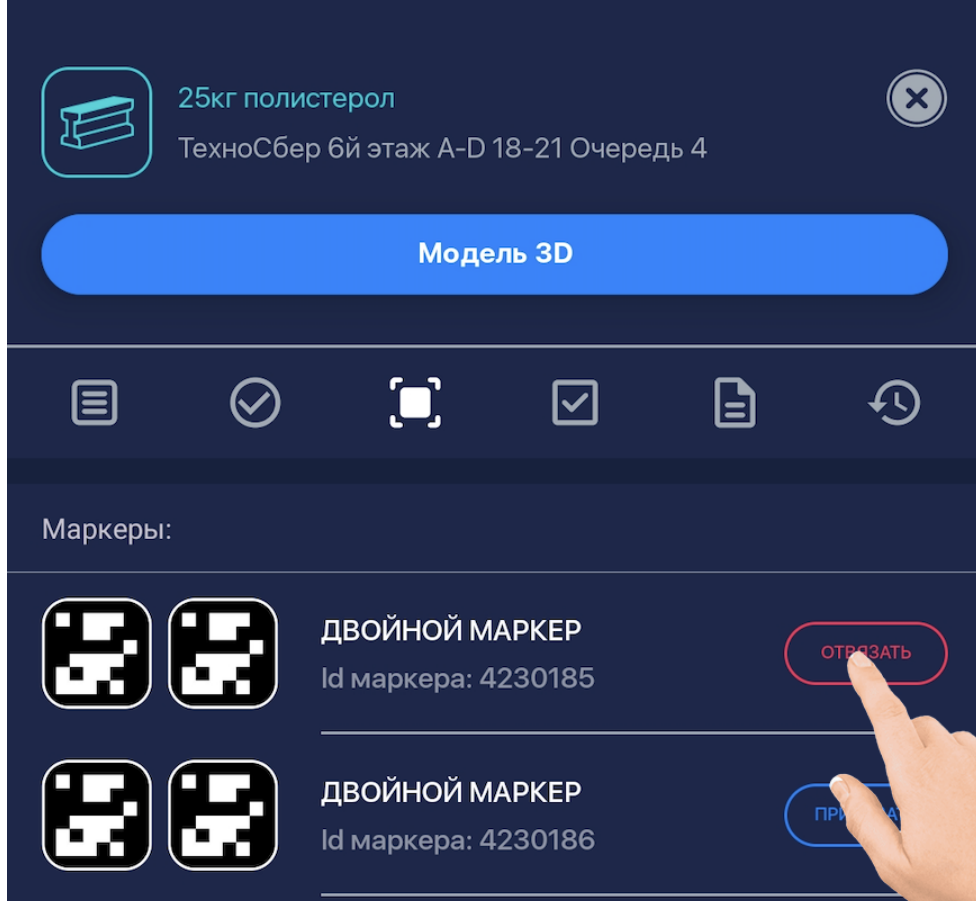 25кг полистерол
ТехноСбер 6й этаж A-D 18-21 Очередь 4
Модель 3D
Маркеры:
ДВОЙНОЙ МАРКЕР
Id маркера: 4230185
ОТВЯЗАТЬ
ДВОЙНОЙ МАРКЕР
Id маркера: 4230186